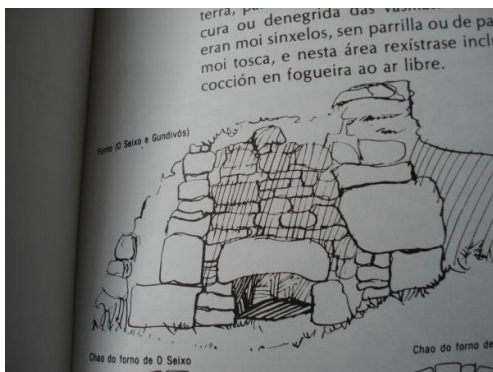 terra, pa
cura ou denegrida das
eran moi sinxelos, sen parrilla ou de pa
moi tosca, e nesta área rexístrase incl
cocción en fogueira ao ar libre.
Forno (O Seixo e Gundivós)
Chao do forno de O Seixo
Chao do forno de